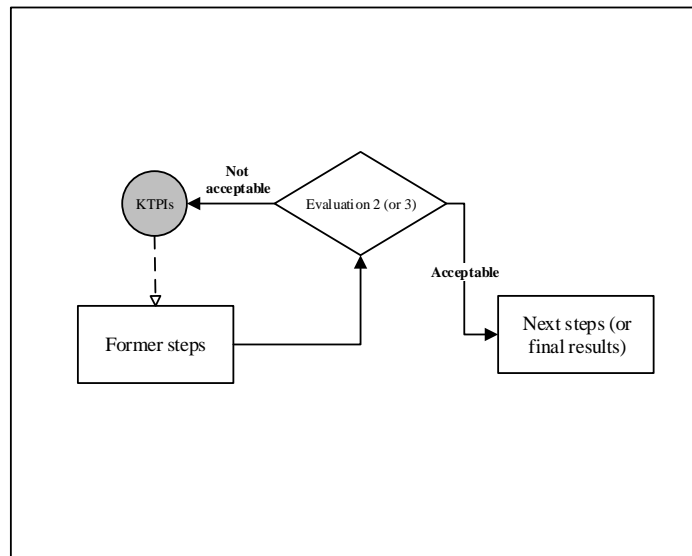 Not
acceptable
KTPIs
Evaluation 2 (or 3)
Acceptable
Former steps
Next steps (or
final results)